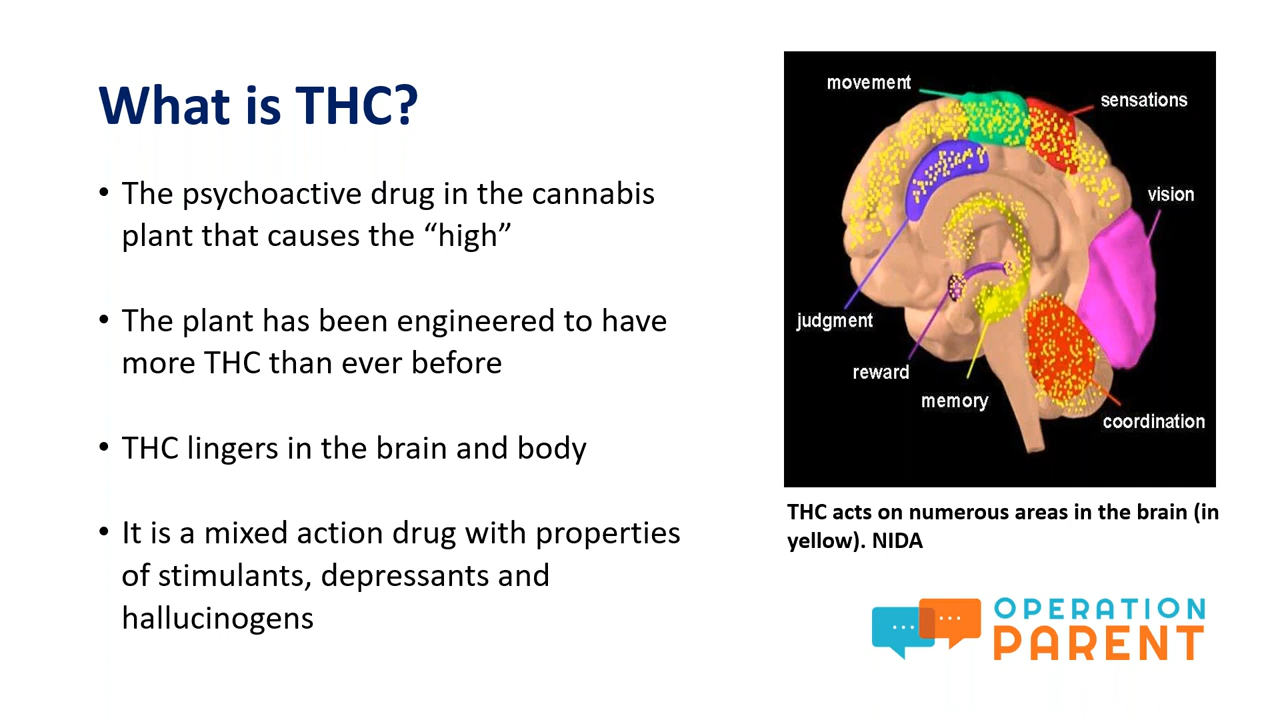 What is THC?
• The psychoactive drug in the cannabis
plant that causes the “high”
• The plant has been engineered to have
more THC than ever before
• THC lingers in the brain and body
• It is a mixed action drug with properties
of stimulants, depressants and
hallucinogens
movement
sensations
vision
judgment
reward
memory
coordination
THC acts on numerous areas in the brain (in
yellow). NIDA
OPERATION
PARENT